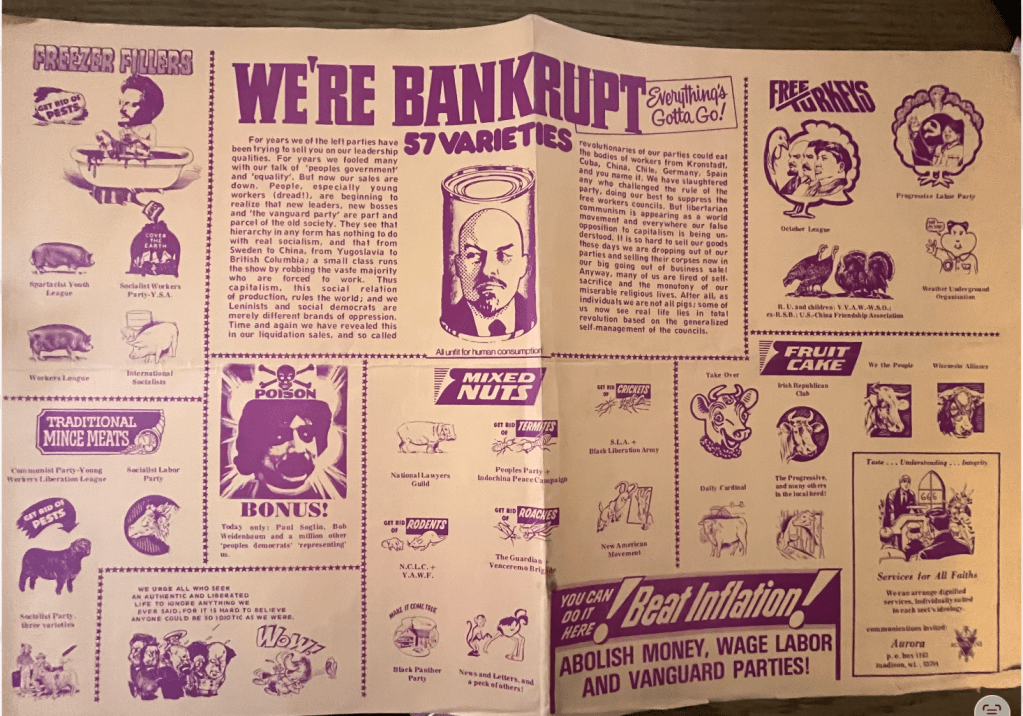 FREEZER FILLERS
GET RID OF
PESTS
COVER
THE
EARTH
Spartacist Youth
League
Socialist Workers
Party-Y.S.A.
Workers League
International
Socialists
WE'RE BANKRUPT
Everything's
Gotta Go!
57 VARIETIES
For years we of the left parties have
been trying to sell you on our leadership
qualities. For years we fooled many
with our talk of 'peoples government'
and 'equality'. But now our sales are
down. People, especially young
workers (dread!), are beginning to
realize that new leaders, new bosses
and 'the vanguard party' are part and
parcel of the old society. They see that
hierarchy in any form has nothing to do
with real socialism, and that from
Sweden to China, from Yugoslavia to
British Columbia; a small class runs
the show by robbing the vaste majority
who are forced to work. Thus
capitalism, this social relation
of production, rules the world; and we
Leninists and social democrats are
merely different brands of oppression.
Time and again we have revealed this
in our liquidation sales, and so called
revolutionaries of our parties could eat
the bodies of workers from Kronstadt,
Cuba, China, Chile, Germany, Spain
and you name it. We have slaughtered
any who challenged the rule of the
party, doing our best to suppress the
free workers councils. But libertarian
communism is appearing as a world
movement and everywhere our false
opposition to capitalism is being un-
derstood. It is so hard to sell our goods
these days we are dropping out of our
parties and selling their corpses now in
our big going out of business sale!
Anyway, many of us are tired of self-
sacrifice and the monotony of our
miserable religious lives. After all, as
individuals we are not all pigs; some of
us now see real life lies in total
revolution based on the generalized
self-management of the councils.
All unfit for human consumption
FREE TURKEYS
October League
Progressive Labor Party
R. U. and children: V.V.A.W.-W.S.O.;
ex-R.S.B.; U.S.-China Friendship Association
Weather Underground
Organization
TRADITIONAL
MINCE MEATS
Communist Party-Young
Workers Liberation League
Socialist Labor
Party
GET RID OF
PESTS
Socialist Party,
three varieties
POISON
BONUS!
Today only: Paul Soglin, Bob
Weidenbaum and a million other
'peoples democrats' 'representing'
us.
WE URGE ALL WHO SEEK
AN AUTHENTIC AND LIBERATED
LIFE TO IGNORE ANYTHING WE
EVER SAID, FOR IT IS HARD TO BELIEVE
ANYONE COULD BE SO IDIOTIC AS WE WERE.
WOW!
MIXED
NUTS
National Lawyers
Guild
GET RID
OF TERMITES
Peoples Party +
Indochina Peace Campaign
GET RID
OF RODENTS
N.C.L.C. +
Y.A.W.F.
GET RID
OF ROACHES
The Guardian
Venceremo Brigade
MAKE IT COME TRUE
Black Panther
Party
News and Letters, and
a peck of others!
GET RID
OF CRICKETS
S.L.A. +
Black Liberation Army
New American
Movement
FRUIT
CAKE
Take Over
Irish Republican
Club
We the People
Wisconsin Alliance
Daily Cardinal
The Progressive,
and many others
in the local herd!
YOU CAN
DO IT
HERE
Beat Inflation!
ABOLISH MONEY, WAGE LABOR
AND VANGUARD PARTIES!
Taste . . . Understanding . . . Integrity
666
Services for All Faiths
We can arrange dignified
services, individually suited
to each sect's ideology.
communications invited:
Aurora
p. o. box 1163
madison, wi.,